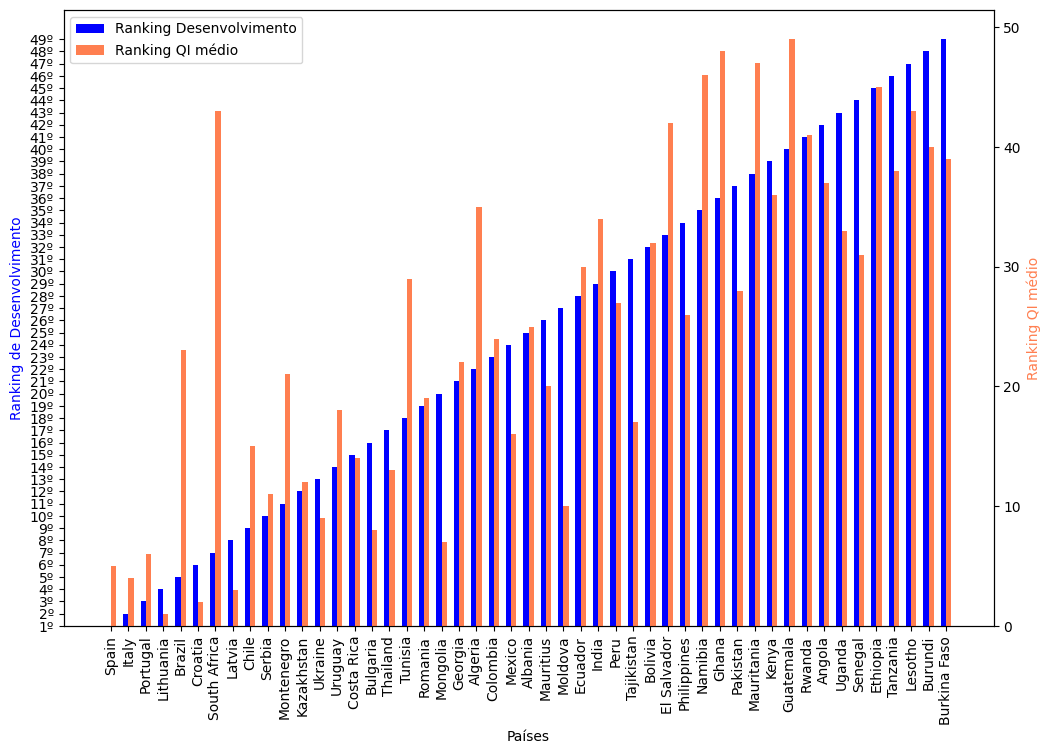 Ranking Desenvolvimento
Ranking QI médio
Ranking de Desenvolvimento
49º
48º
47º
46º
45º
44º
43º
42º
41º
40º
39º
38º
37º
36º
35º
34º
33º
32º
31º
30º
29º
28º
27º
26º
25º
24º
23º
22º
21º
20º
19º
18º
17º
16º
15º
14º
13º
12º
11º
10º
9º
8º
7º
6º
5º
4º
3º
2º
1º
50
40
30
20
10
0
Ranking QI médio
Spain
Italy
Portugal
Lithuania
Brazil
Croatia
South Africa
Latvia
Chile
Serbia
Montenegro
Kazakhstan
Ukraine
Uruguay
Costa Rica
Bulgaria
Thailand
Tunisia
Romania
Mongolia
Georgia
Algeria
Colombia
Mexico
Albania
Mauritius
Moldova
Ecuador
India
Peru
Tajikistan
Bolivia
El Salvador
Philippines
Namibia
Ghana
Pakistan
Mauritania
Kenya
Guatemala
Rwanda
Angola
Uganda
Senegal
Ethiopia
Tanzania
Lesotho
Burundi
Burkina Faso
Países